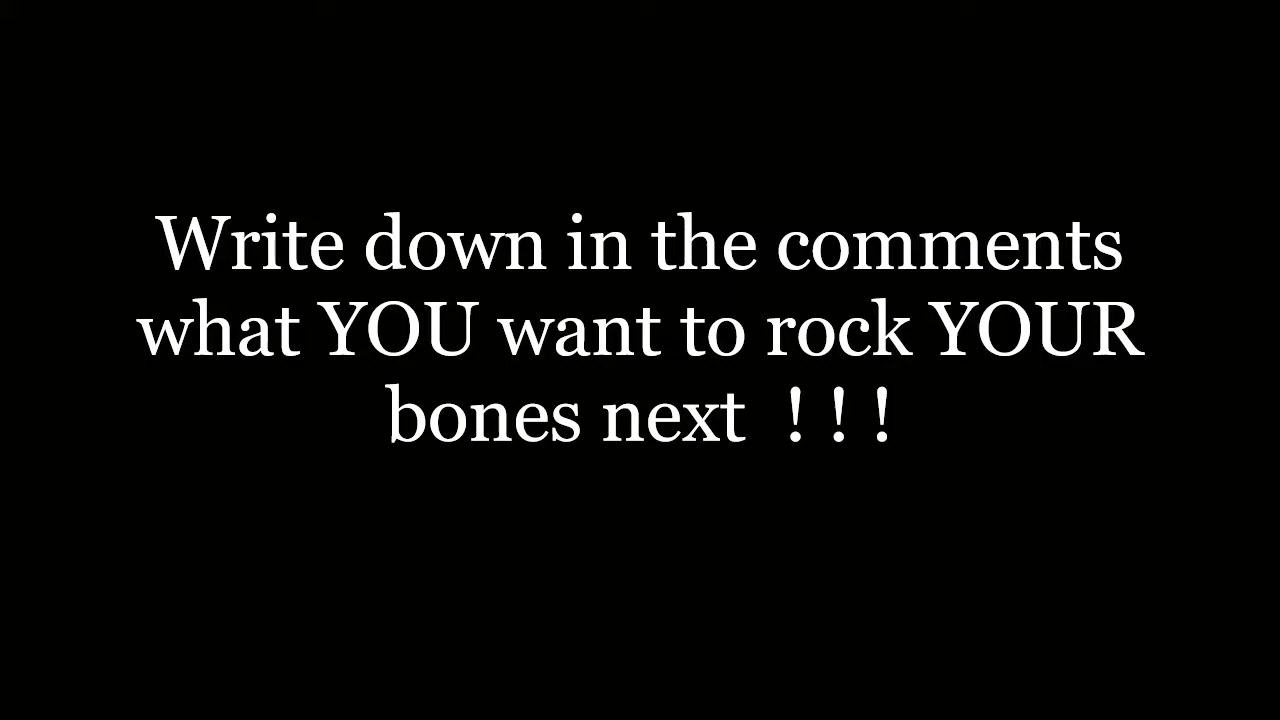 Write down in the comments
what YOU want to rock YOUR
bones next  ! ! !